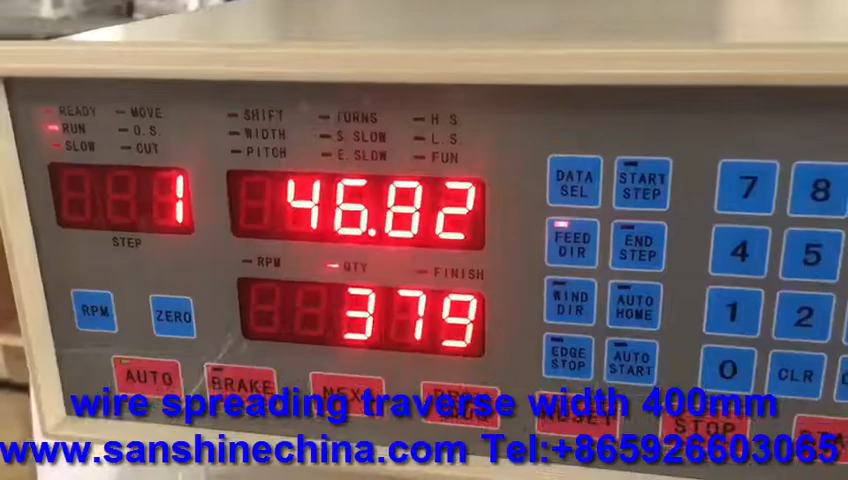 READY MOVE SHIFT TURNS H S
RUN O.S. WIDTH S.SLOW L.S.
SLOW CUT PITCH E.SLOW FUN
1 46.82
STEP
RPM QTY FINISH
379
RPM ZERO
DATA SEL START STEP 7 8
FEED DIR END STEP 4 5
WIND DIR AUTO HOME 1 2
EDGE STOP AUTO START 0 CLR
AUTO BRAKE NEXT RESET STOP
wire spreading traverse width 400mm
www.sanshinechina.com Tel:+865926603065